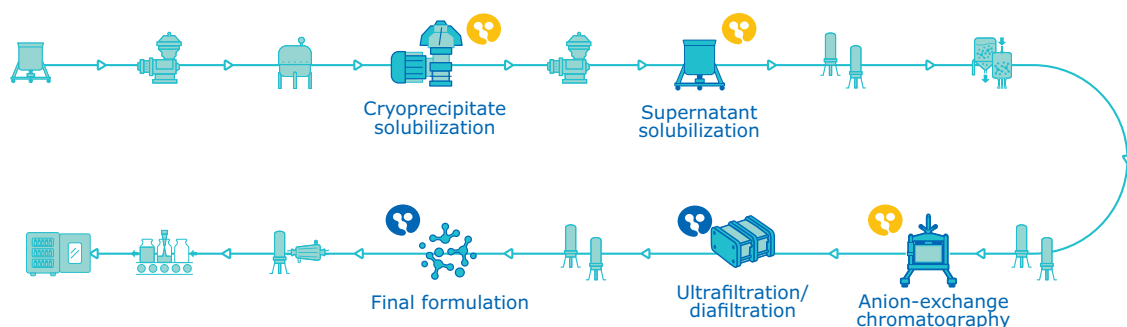 Cryoprecipitate
solubilization
Supernatant
solubilization
Final formulation
Ultrafiltration/
diafiltration
Anion-exchange
chromatography